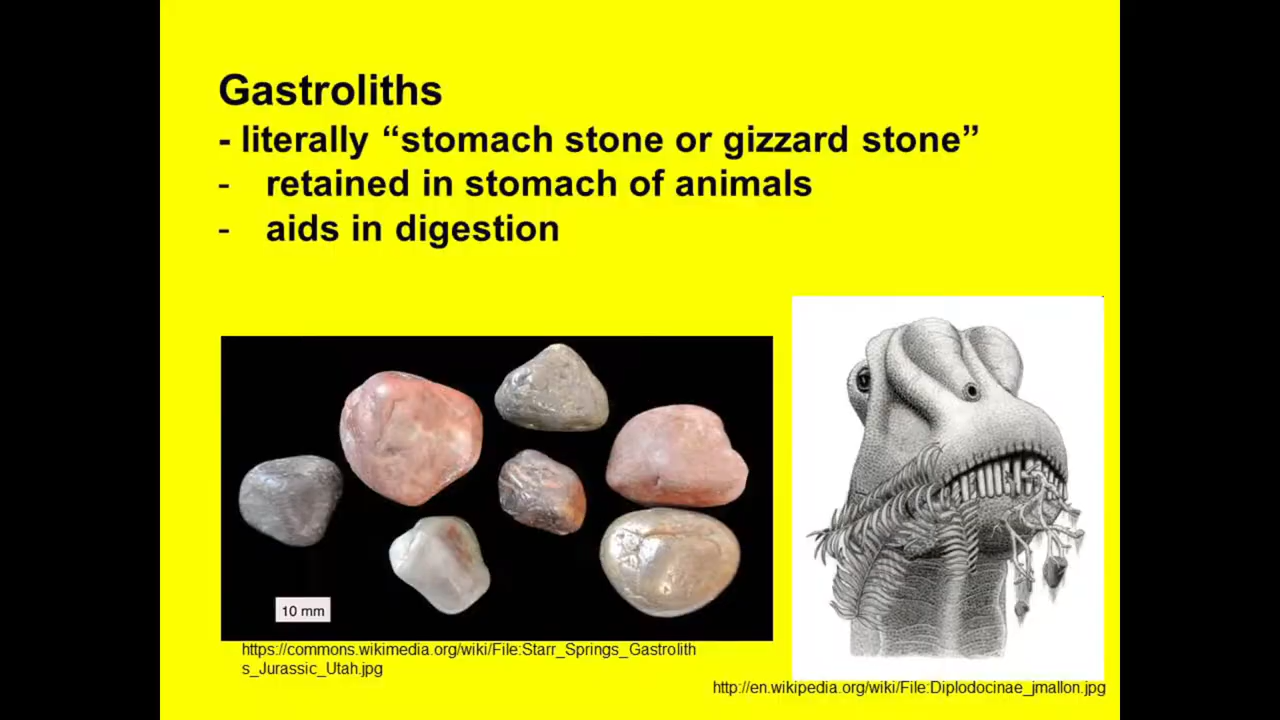 Gastroliths
- literally “stomach stone or gizzard stone”
- retained in stomach of animals
- aids in digestion
10 mm
https://commons.wikimedia.org/wiki/File:Starr_Springs_Gastrolith
s_Jurassic_Utah.jpg
http://en.wikipedia.org/wiki/File:Diplodocinae_jmallon.jpg